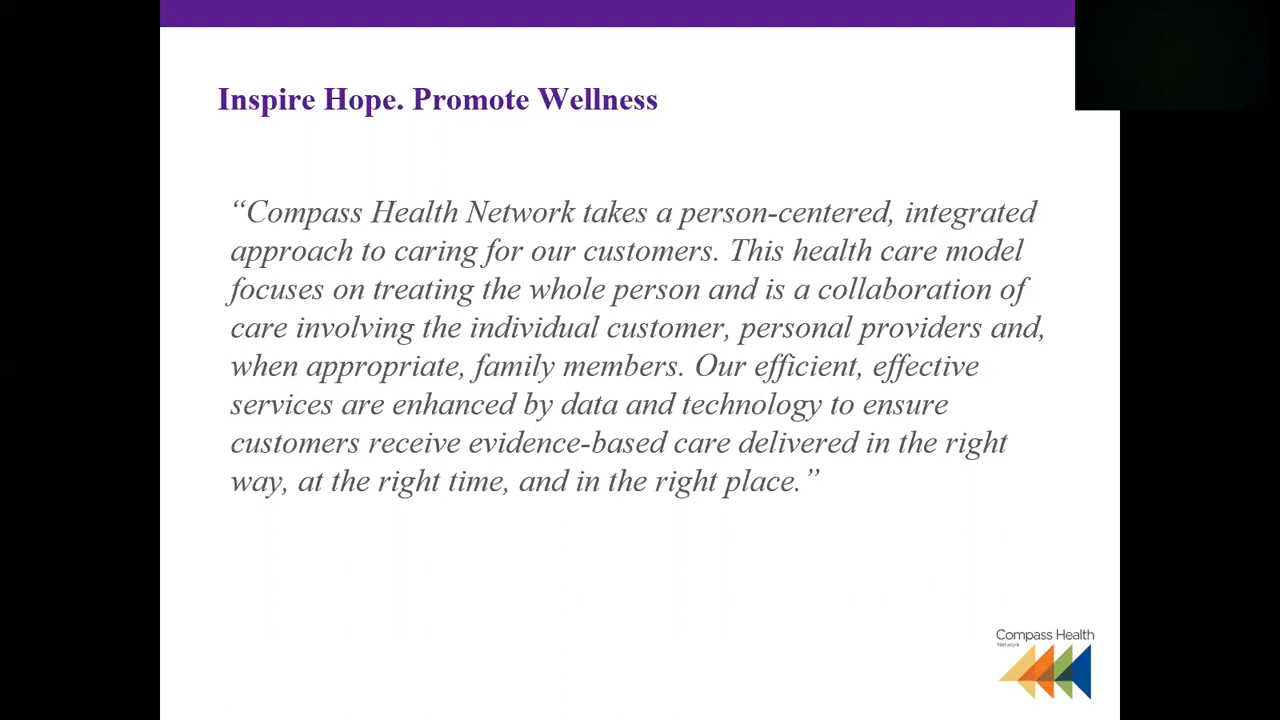 Inspire Hope. Promote Wellness
“Compass Health Network takes a person-centered, integrated
approach to caring for our customers. This health care model
focuses on treating the whole person and is a collaboration of
care involving the individual customer, personal providers and,
when appropriate, family members. Our efficient, effective
services are enhanced by data and technology to ensure
customers receive evidence-based care delivered in the right
way, at the right time, and in the right place.”
Compass Health
Network